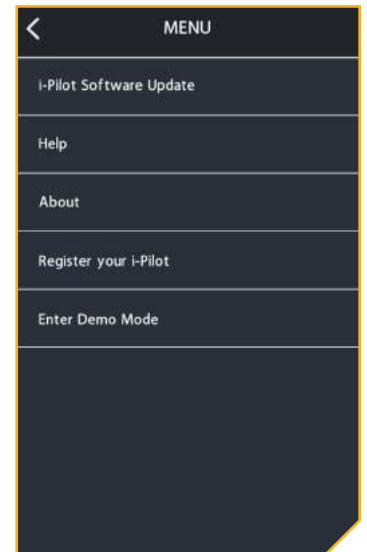 MENU
i-Pilot Software Update
Help
About
Register your i-Pilot
Enter Demo Mode